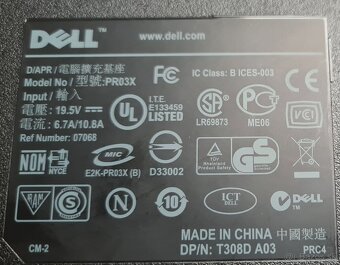 DELL™ www.dell.com
D/APR / 電腦擴充基座
Model No / 型號:PR03X
Input / 輸入
電壓: 19.5V
電流: 6.7A/10.8A
Ref Number: 07068
FC
IC Class: B ICES-003
CE
UL
LISTED
I.T.E.
E133459
LR69873
ME06
VCI
NOM
NYCE
MIC
E2K-PR03X (B)
D33002
TÜV
Rheinland
GS
S
N
10
ICT
DELL
N
DELL
CM-2
MADE IN CHINA 中國製造
DP/N: T308D A03
PRC4